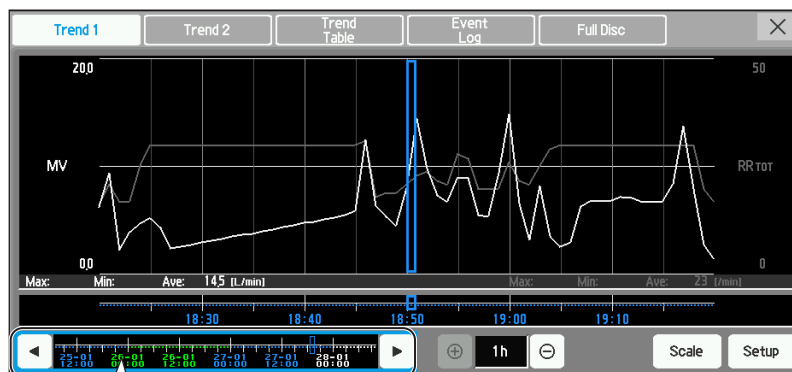 Trend 1
Trend 2
Trend
Table
Event
Log
Full Disc
20,0
50
MV
RR TOT
0,0
0
Max: Min: Ave: 14,5 [L/min] Max: Min: Ave: 23 [/min]
18:30 18:40 18:50 19:00 19:10
25-01 26-01 26-01 27-01 27-01 28-01
12:00 00:00 12:00 00:00 12:00 00:00
1h
Scale
Setup